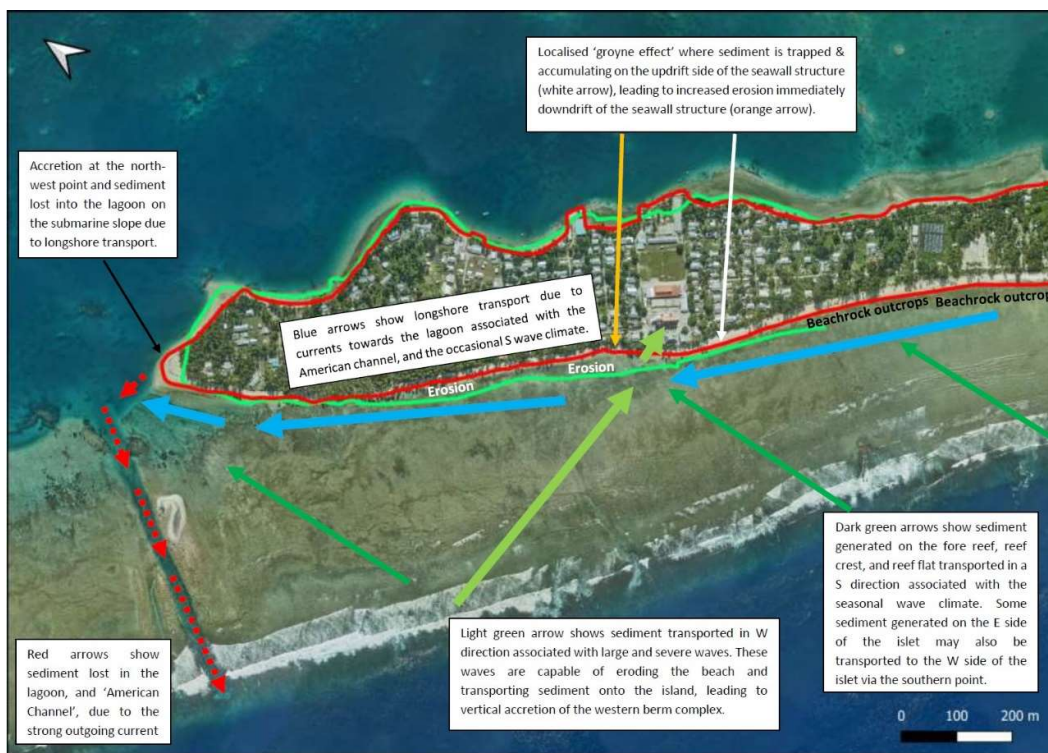 Localised ‘groyne effect’ where sediment is trapped &
accumulating on the updrift side of the seawall structure
(white arrow), leading to increased erosion immediately
downdrift of the seawall structure (orange arrow).
Accretion at the north-
west point and sediment
lost into the lagoon on
the submarine slope due
to longshore transport.
Blue arrows show longshore transport due to
currents towards the lagoon associated with the
American channel, and the occasional S wave climate.
Beachrock outcrops
Beachrock outcrop
Erosion
Erosion
Dark green arrows show sediment
generated on the fore reef, reef
crest, and reef flat transported in a
S direction associated with the
seasonal wave climate. Some
sediment generated on the E side
of the islet may also be
transported to the W side of the
islet via the southern point.
Light green arrow shows sediment transported in W
direction associated with large and severe waves. These
waves are capable of eroding the beach and
transporting sediment onto the island, leading to
vertical accretion of the western berm complex.
Red arrows show
sediment lost in the
lagoon, and ‘American
Channel’, due to the
strong outgoing current
0 100 200 m